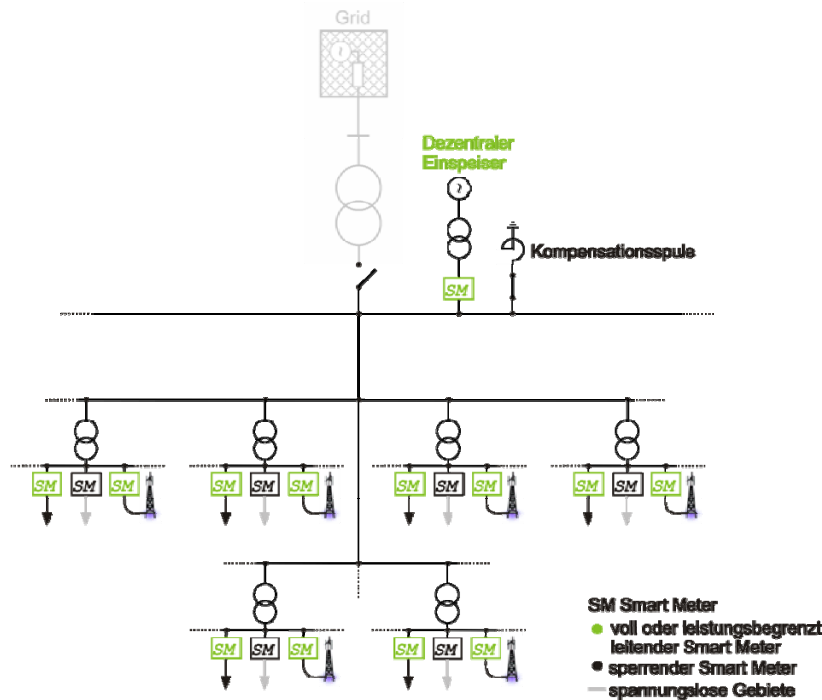 Grid
~
Dezentraler
Einspeiser
~
Kompensationsspule
SM
SM SM SM SM SM SM SM SM SM SM SM SM
SM SM SM SM SM SM
SM Smart Meter
voll oder leistungsbegrenzt
leitender Smart Meter
sperrender Smart Meter
spannungslose Gebiete